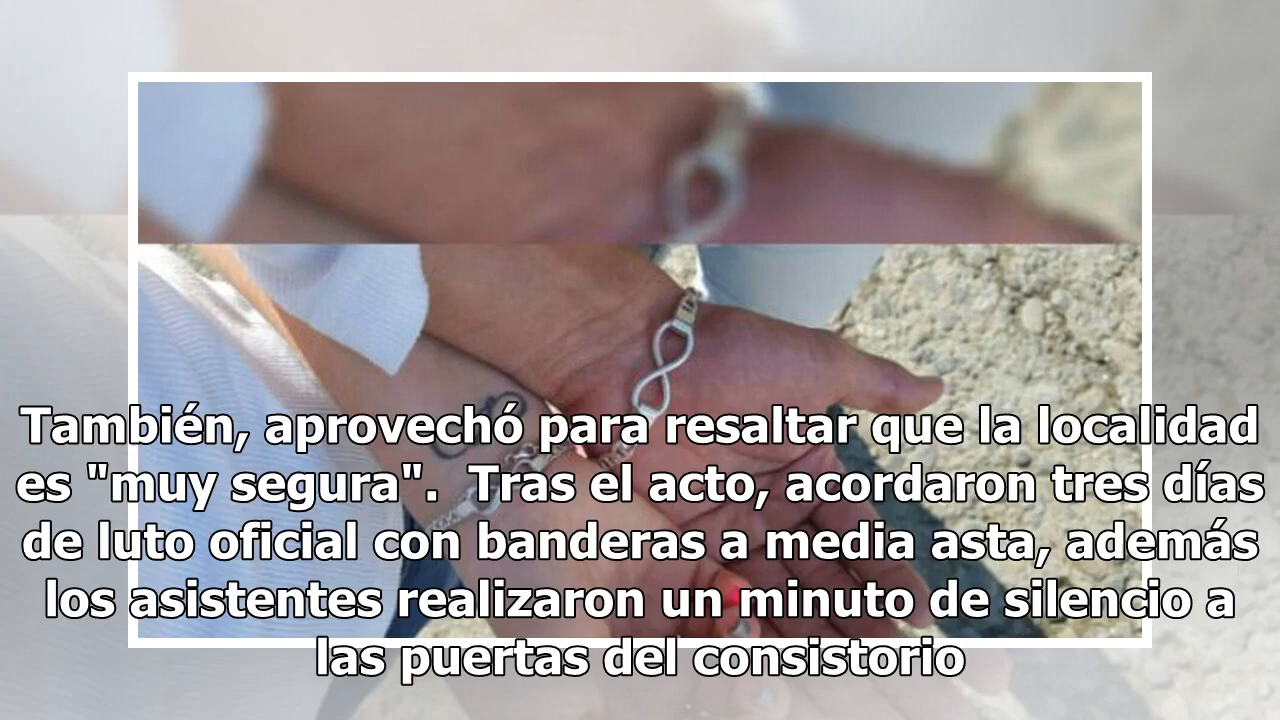 También, aprovechó para resaltar que la localidad
es "muy segura".  Tras el acto, acordaron tres días
de luto oficial con banderas a media asta, además
los asistentes realizaron un minuto de silencio a
las puertas del consistorio